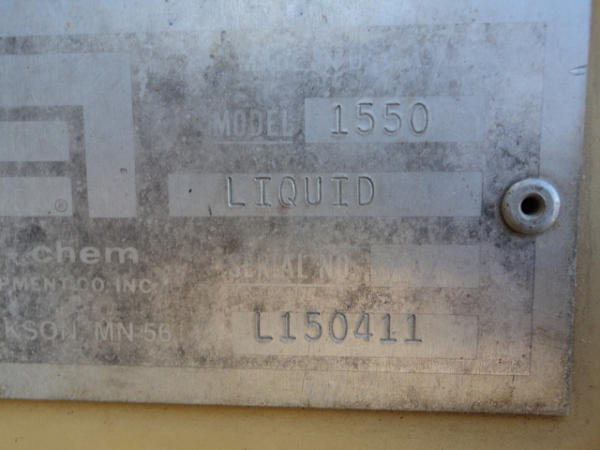 MODEL 1550
LIQUID
®
chem
SERIAL NO
PMENT CO. INC.
KSON, MN 56
L150411